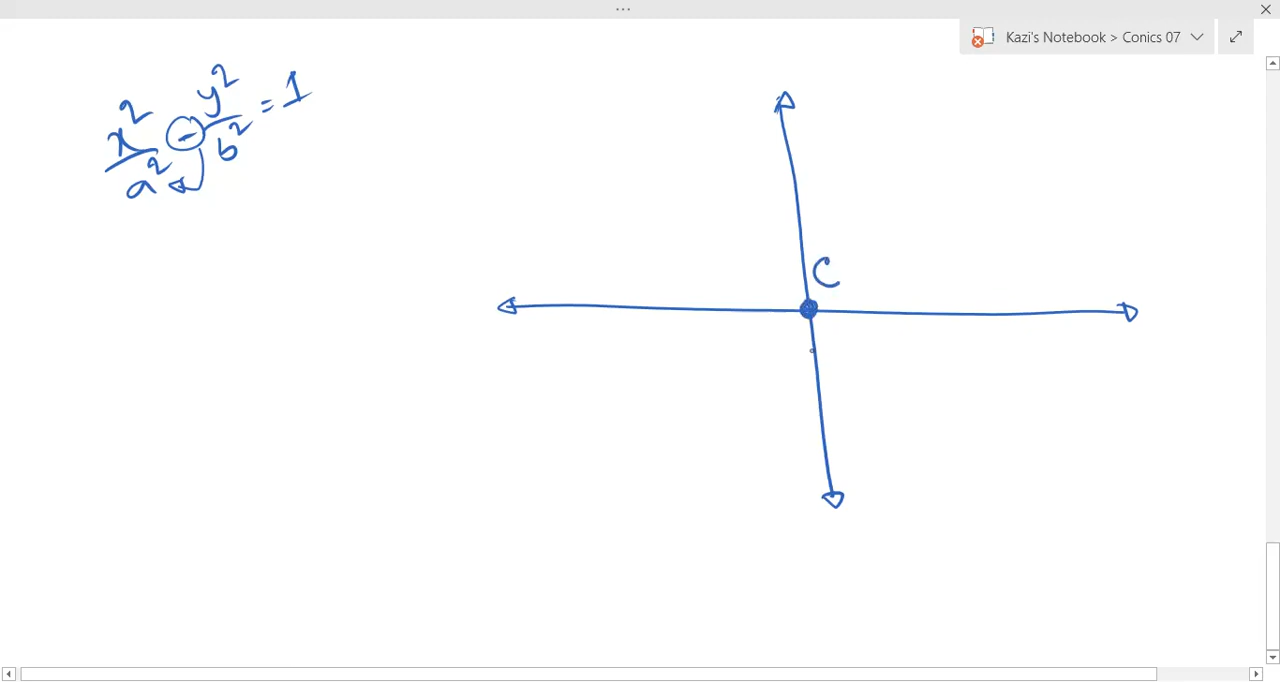 Kazi's Notebook > Conics 07
x²/a² - y²/b² = 1
C